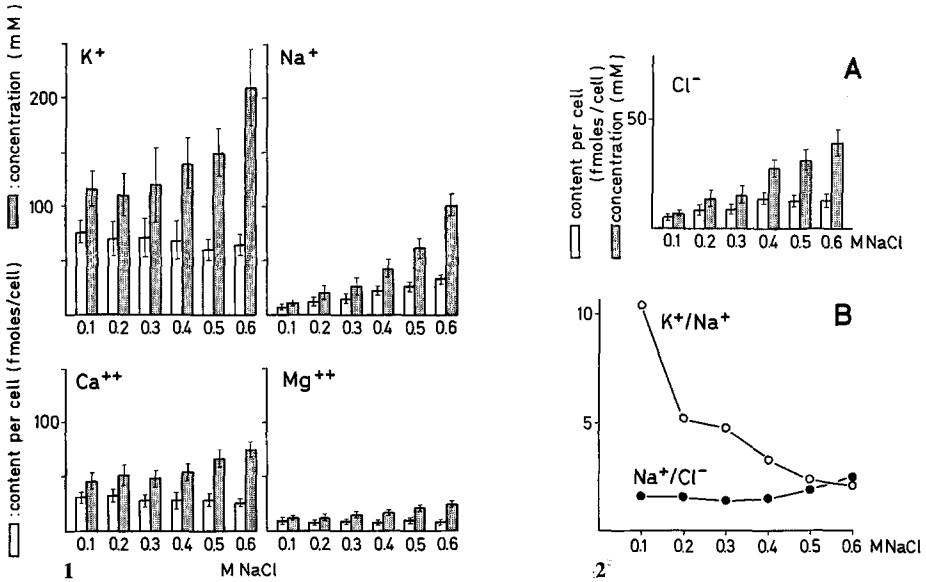 :concentration (mM)
:content per cell (fmoles/cell)
K+
200
100
0.1 0.2 0.3 0.4 0.5 0.6
Na+
0.1 0.2 0.3 0.4 0.5 0.6
Ca++
100
0.1 0.2 0.3 0.4 0.5 0.6
Mg++
0.1 0.2 0.3 0.4 0.5 0.6
1
M NaCl
A
content per cell
(fmoles/cell)
concentration (mM)
Cl-
50
0.1 0.2 0.3 0.4 0.5 0.6 M NaCl
B
10
5
K+/Na+
Na+/Cl-
0.1 0.2 0.3 0.4 0.5 0.6 M NaCl
2